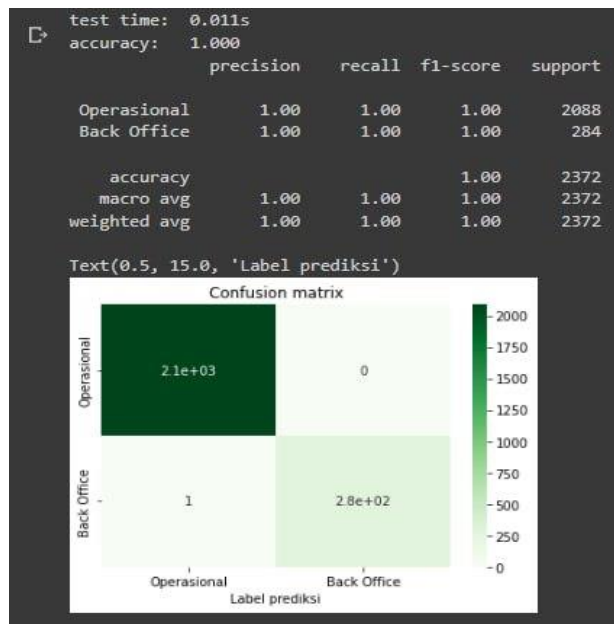 test time: 0.011s
accuracy: 1.000
precision recall f1-score support
Operasional 1.00 1.00 1.00 2088
Back Office 1.00 1.00 1.00 284
accuracy 1.00 2372
macro avg 1.00 1.00 1.00 2372
weighted avg 1.00 1.00 1.00 2372
Text(0.5, 15.0, 'Label prediksi')
Confusion matrix
Operasional
2.1e+03 0
Back Office
1 2.8e+02
Operasional Back Office
Label prediksi
2000
1750
1500
1250
1000
750
500
250
0